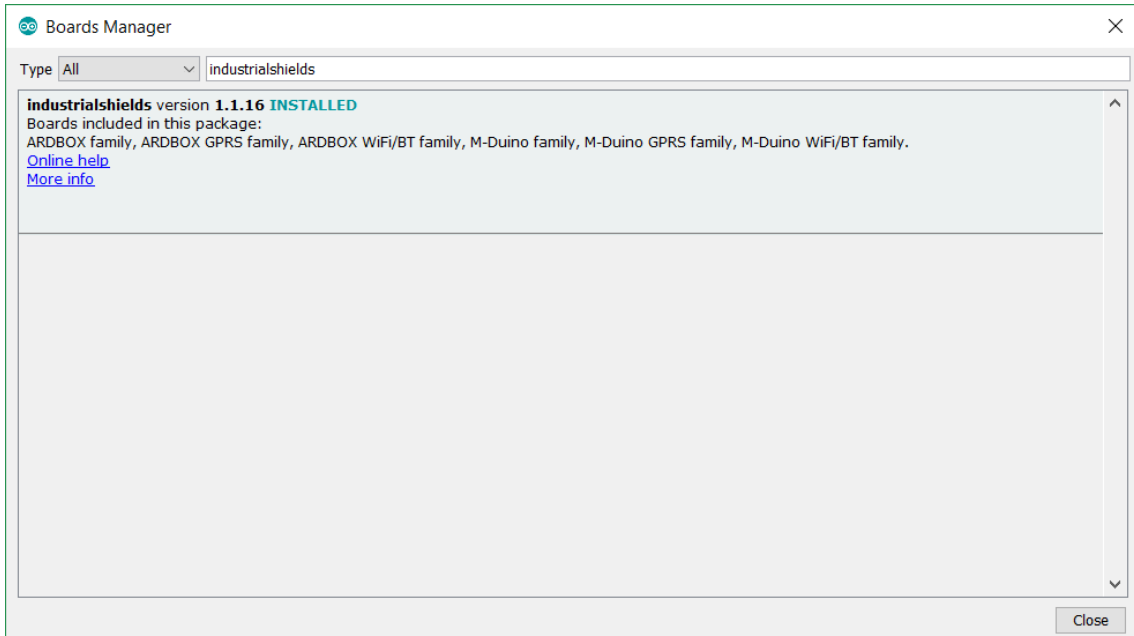 Boards Manager
Type All industrialshields
industrialshields version 1.1.16 INSTALLED
Boards included in this package:
ARDBOX family, ARDBOX GPRS family, ARDBOX WiFi/BT family, M-Duino family, M-Duino GPRS family, M-Duino WiFi/BT family.
Online help
More info
Close